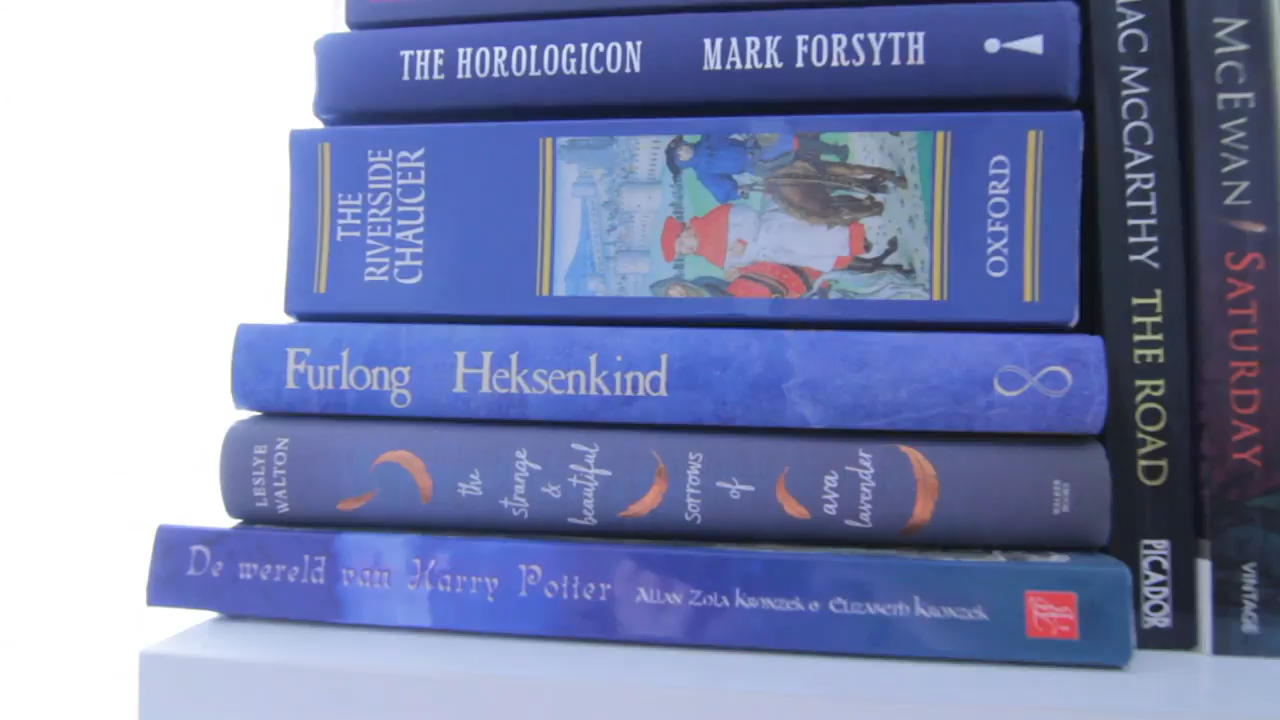 THE HOROLOGICON MARK FORSYTH
THE
RIVERSIDE
CHAUCER
OXFORD
Furlong Heksenkind
LESLYE
WALTON
the
strange
&
beautiful
sorrows
of
ava
lavender
De wereld van Harry Potter ALLAN ZOLA KRONZEK & ELIZABETH KRONZEK
MAC MCCARTHY THE ROAD
PICADOR
MCEWAN SATURDAY
VINTAGE